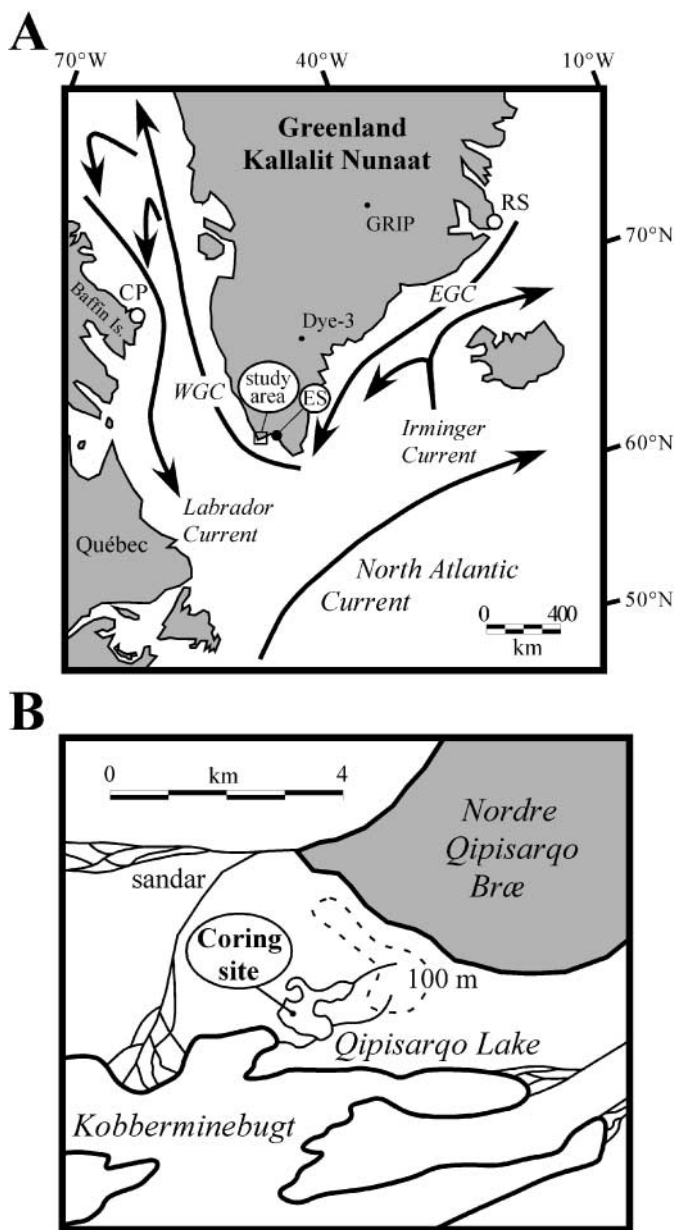 A
70°W
40°W
10°W
Greenland
Kallalit Nunaat
GRIP
RS
70°N
EGC
CP
Baffin Is.
Dye-3
study
area
ES
WGC
Irminger
Current
60°N
Labrador
Current
Québec
North Atlantic
Current
50°N
0 400
km
B
0 km 4
Nordre
Qipisarqo
Bræ
sandar
Coring
site
100 m
Qipisarqo Lake
Kobberminebugt